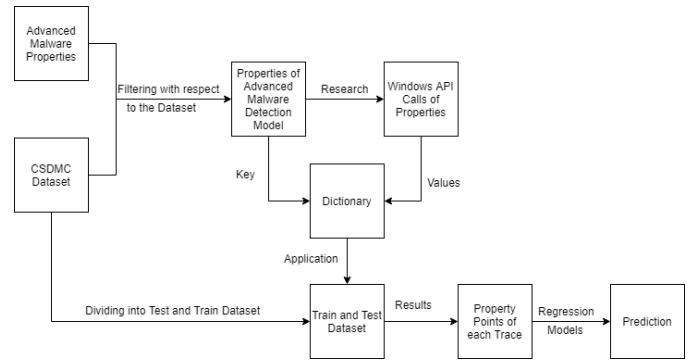 Advanced
Malware
Properties
Filtering with respect
to the Dataset
Properties of
Advanced
Malware
Detection
Model
Research
Windows API
Calls of
Properties
CSDMC
Dataset
Key
Values
Dictionary
Application
Dividing into Test and Train Dataset
Train and Test
Dataset
Results
Property
Points of
each Trace
Regression
Models
Prediction